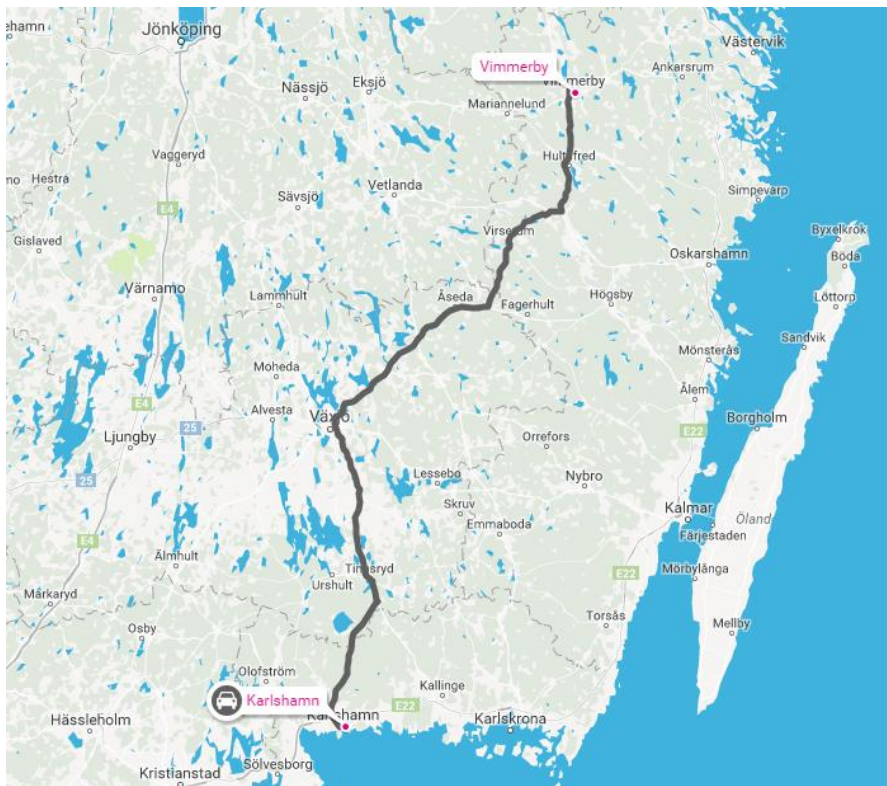 ehamn
Jönköping
Västervik
Vimmerby
Vimmerby
Ankarsrum
Nässjö
Eksjö
Mariannelund
Vaggeryd
Hultsfred
Hestra
Vetlanda
Sävsjö
Simpevarp
E4
Gislaved
Virserum
Byxelkrok
Oskarshamn
Böda
Värnamo
Lammhult
Åseda
Högsby
Löttorp
Fagerhult
Sandvik
Mönsterås
Moheda
Ålem
E4
Alvesta
Växjö
Borgholm
25
E22
Ljungby
Orrefors
25
Lessebo
Nybro
Skruv
Kalmar
Öland
Emmaboda
Färjestaden
E4
Älmhult
Tingsryd
Mörbylånga
E22
Urshult
Markaryd
Torsås
Osby
Mellby
Olofström
Kallinge
Karlshamn
E22
Karlshamn
Hässleholm
Karlskrona
Sölvesborg
Kristianstad